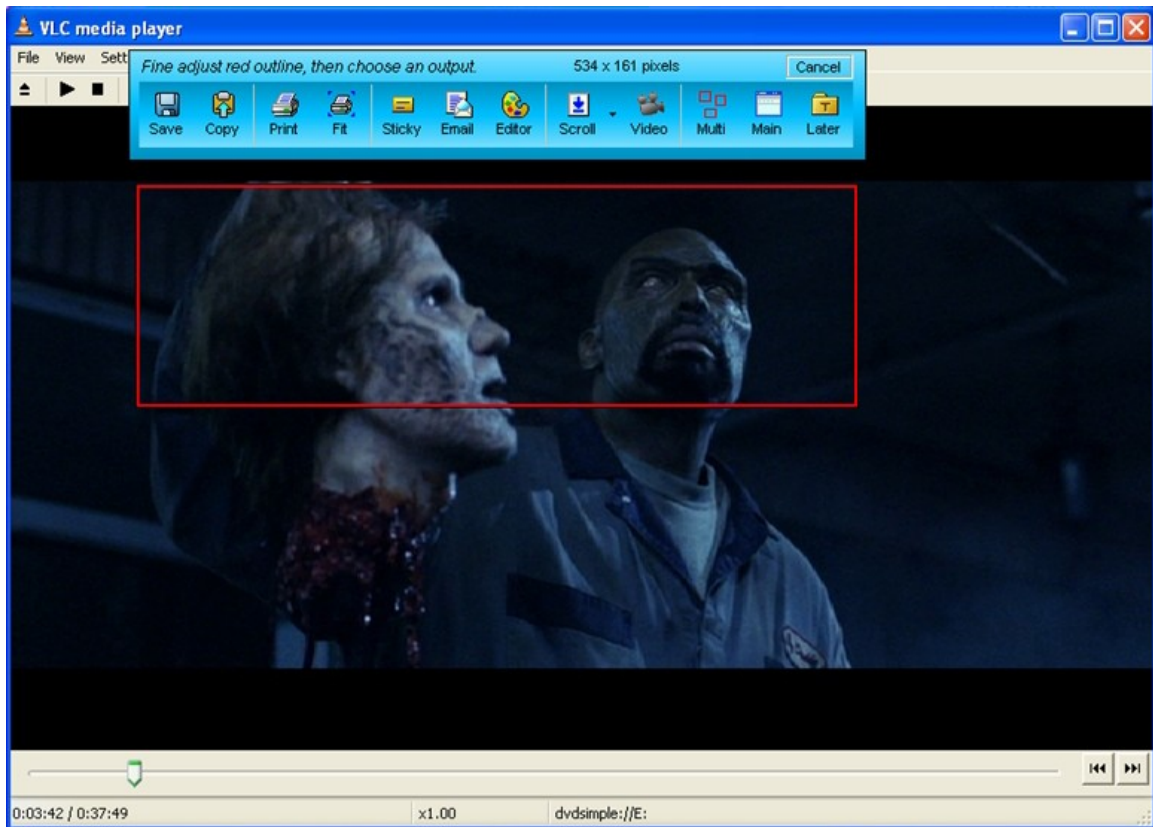 VLC media player
File View Sett
Fine adjust red outline, then choose an output. 534 x 161 pixels Cancel
Save Copy Print Fit Sticky Email Editor Scroll Video Multi Main Later
0:03:42 / 0:37:49 x1.00 dvdsimple://E: